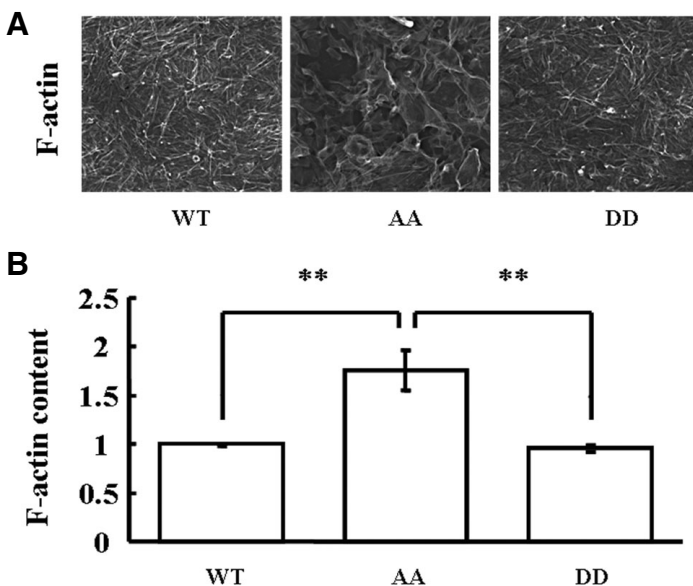 A
F-actin
WT AA DD
B
** **
F-actin content
2.5
2
1.5
1
0.5
0
WT AA DD